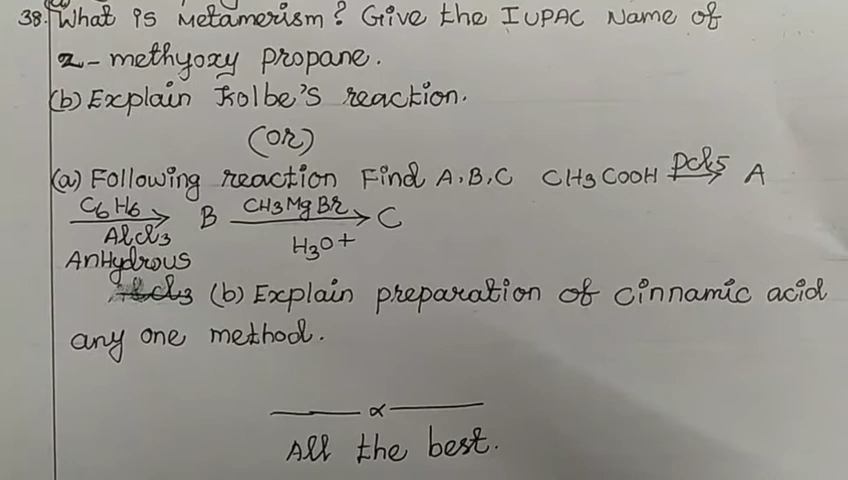 38. (a) What is Metamerism? Give the IUPAC Name of
2- methyoxy propane.
(b) Explain Kolbe's reaction.
(OR)
(a) Following reaction Find A,B,C CH3COOH PCl5 → A
C6H6 → AlCl3 B CH3MgBr → H3O+ C
AnHydrous
(b) Explain preparation of cinnamic acid
any one method.
∝
All the best.